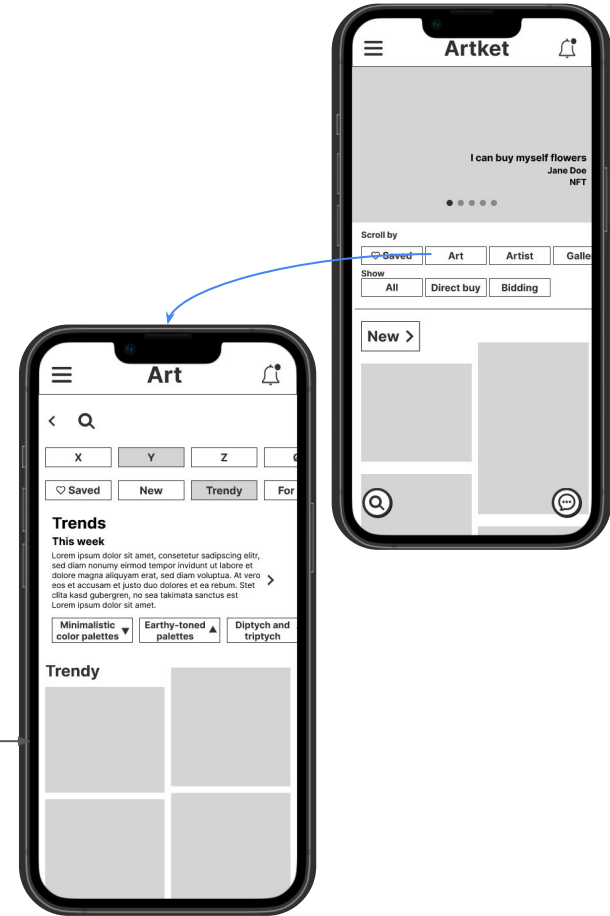 Artket
I can buy myself flowers
Jane Doe
NFT
Scroll by
♡ Saved
Art
Artist
Galle
Show
All
Direct buy
Bidding
New >
Art
X
Y
Z
♡ Saved
New
Trendy
For
Trends
This week
Lorem ipsum dolor sit amet, consetetur sadipscing elitr,
sed diam nonumy eirmod tempor invidunt ut labore et
dolore magna aliquyam erat, sed diam voluptua. At vero
eos et accusam et justo duo dolores et ea rebum. Stet
clita kasd gubergren, no sea takimata sanctus est
Lorem ipsum dolor sit amet.
Minimalistic
color palettes ▼
Earthy-toned
palettes ▲
Diptych and
triptych
Trendy